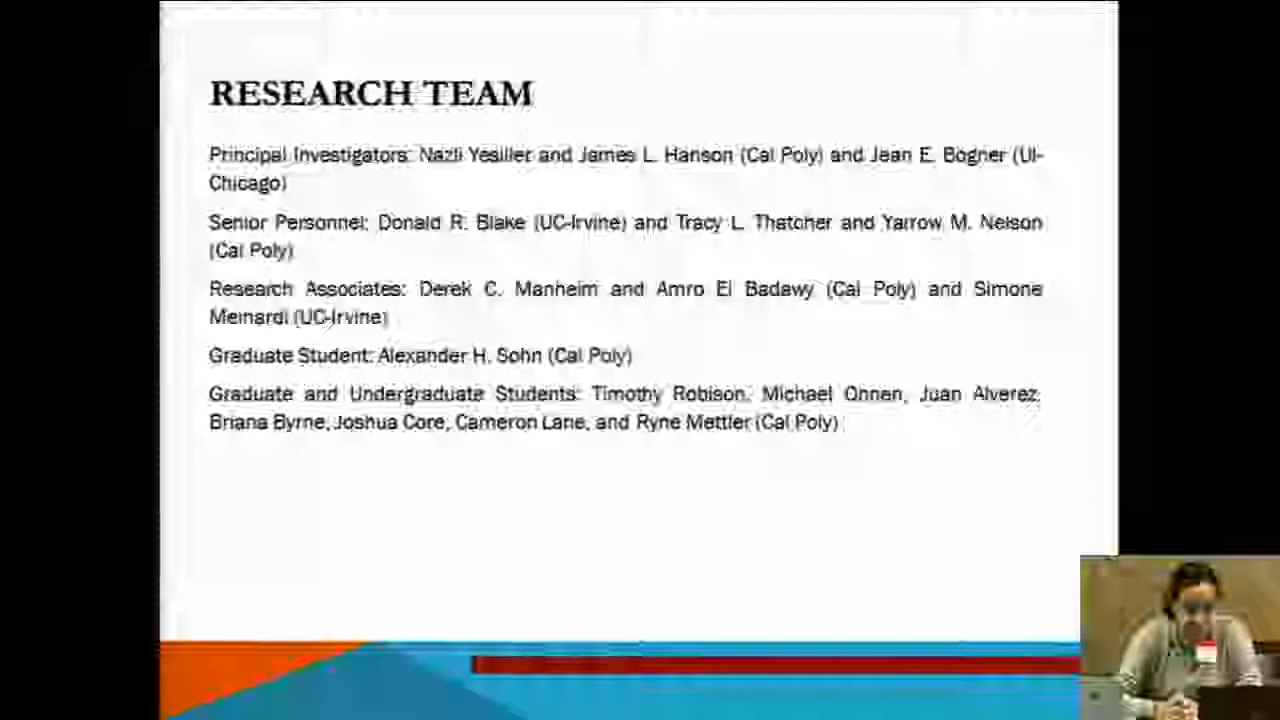 RESEARCH TEAM
Principal Investigators: Nazli Yesiller and James L. Hanson (Cal Poly) and Jean E. Bogner (UI-
Chicago)
Senior Personnel: Donald R. Blake (UC-Irvine) and Tracy L. Thatcher and Yarrow M. Nelson
(Cal Poly)
Research Associates: Derek C. Manheim and Amro El Badawy (Cal Poly) and Simone
Meinardi (UC-Irvine)
Graduate Student: Alexander H. Sohn (Cal Poly)
Graduate and Undergraduate Students: Timothy Robison, Michael Onnen, Juan Alverez,
Briana Byrne, Joshua Core, Cameron Lane, and Ryne Mettler (Cal Poly)